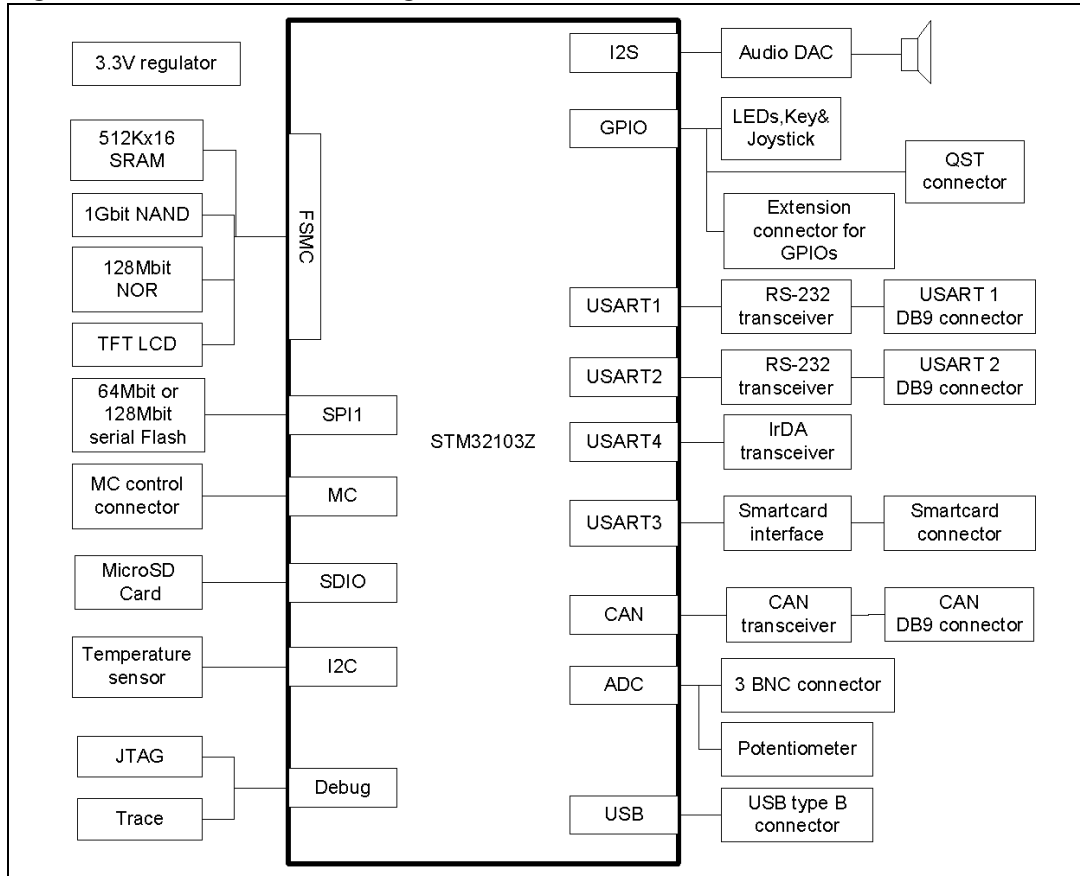 3.3V regulator
512Kx16
SRAM
1Gbit NAND
128Mbit
NOR
TFT LCD
64Mbit or
128Mbit
serial Flash
MC control
connector
MicroSD
Card
Temperature
sensor
JTAG
Trace
FSMC
SPI1
MC
SDIO
I2C
Debug
STM32103Z
I2S
GPIO
USART1
USART2
USART4
USART3
CAN
ADC
USB
Audio DAC
LEDs,Key&
Joystick
QST
connector
Extension
connector for
GPIOs
RS-232
transceiver
USART 1
DB9 connector
RS-232
transceiver
USART 2
DB9 connector
IrDA
transceiver
Smartcard
interface
Smartcard
connector
CAN
transceiver
CAN
DB9 connector
3 BNC connector
Potentiometer
USB type B
connector